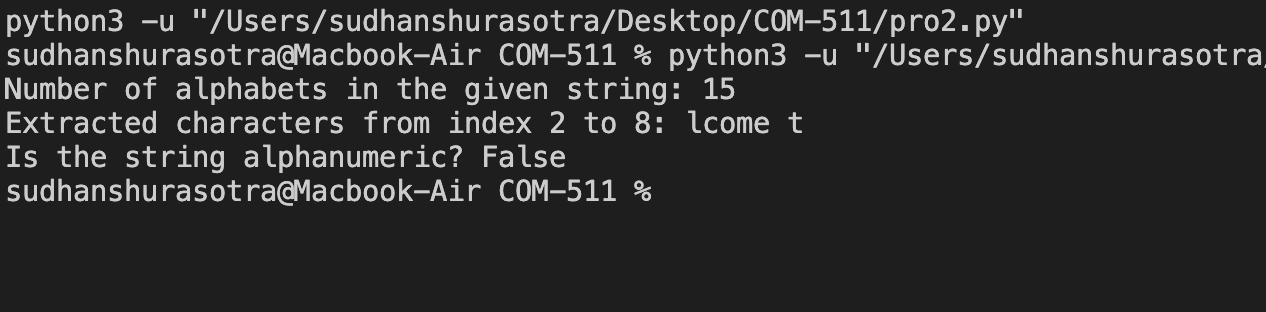 python3 -u "/Users/sudhanshurasotra/Desktop/COM-511/pro2.py"
sudhanshurasotra@Macbook-Air COM-511 % python3 -u "/Users/sudhanshurasotra/
Number of alphabets in the given string: 15
Extracted characters from index 2 to 8: lcome t
Is the string alphanumeric? False
sudhanshurasotra@Macbook-Air COM-511 %